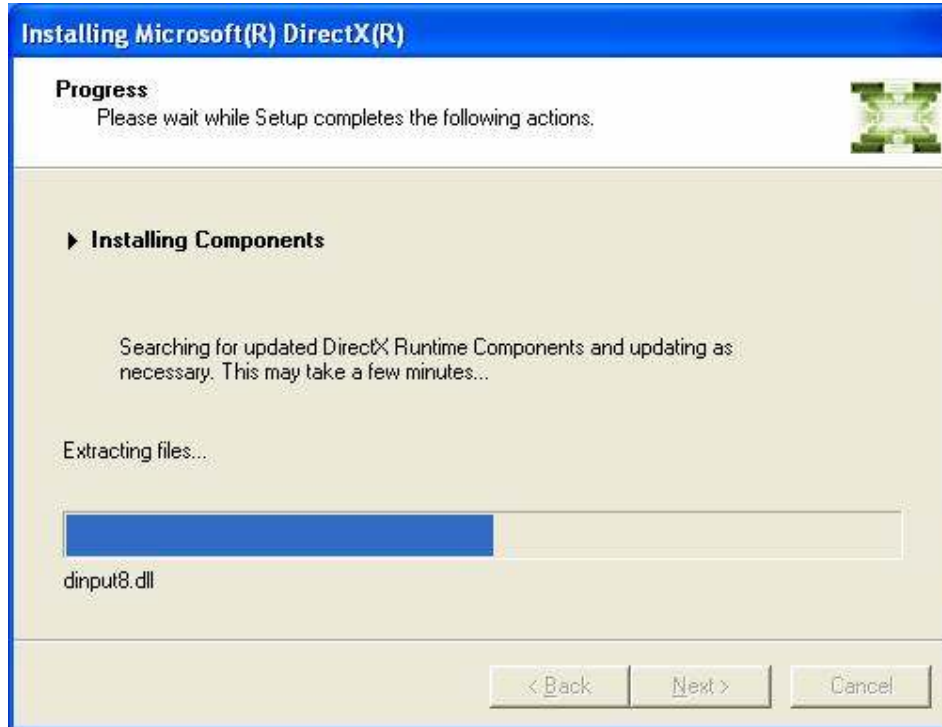 Installing Microsoft(R) DirectX(R)
Progress
Please wait while Setup completes the following actions.
Installing Components
Searching for updated DirectX Runtime Components and updating as
necessary. This may take a few minutes...
Extracting files...
dinput8.dll
< Back
Next >
Cancel